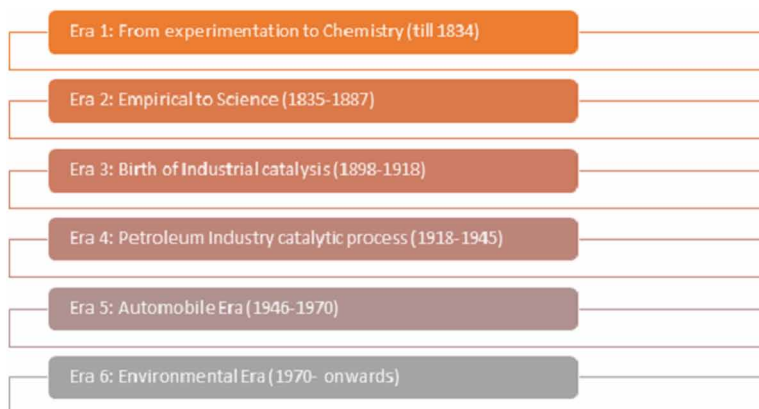 Era 1: From experimentation to Chemistry (till 1834)
Era 2: Empirical to Science (1835-1887)
Era 3: Birth of Industrial catalysis (1898-1918)
Era 4: Petroleum Industry catalytic process (1918-1945)
Era 5: Automobile Era (1946-1970)
Era 6: Environmental Era (1970- onwards)